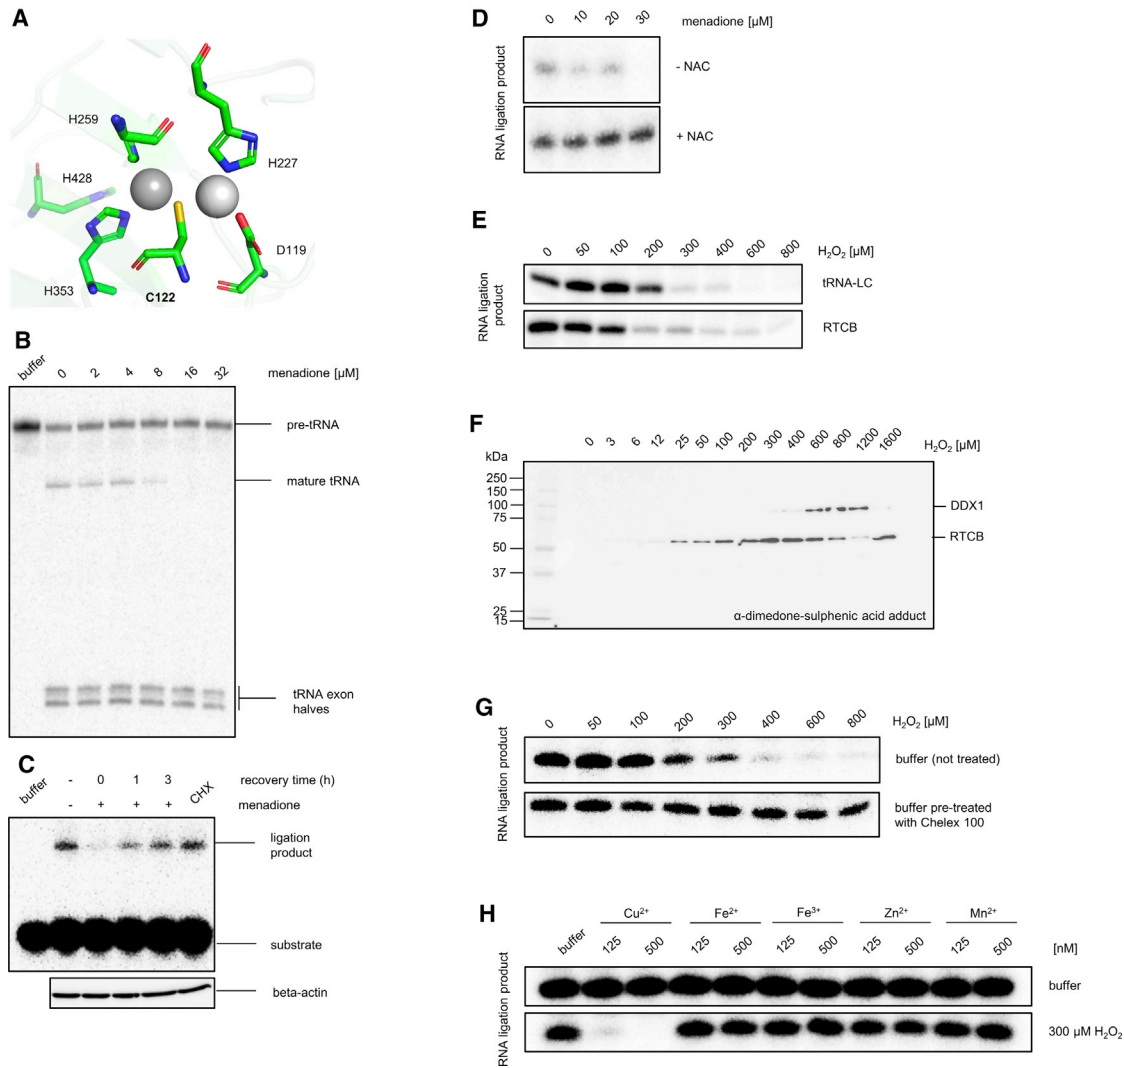 A
H259
H227
H428
D119
H353
C122
B
buffer 0 2 4 8 16 32 menadione [µM]
pre-tRNA
mature tRNA
tRNA exon
halves
C
buffer - 0 1 3 CHX recovery time (h)
- + + + menadione
ligation
product
substrate
beta-actin
D
0 10 20 30 menadione [µM]
RNA ligation product
- NAC
+ NAC
E
0 50 100 200 300 400 600 800 H₂O₂ [µM]
RNA ligation
product
tRNA-LC
RTCB
F
0 3 6 12 25 50 100 200 300 400 600 800 1200 1600 H₂O₂ [µM]
kDa
250
150
100
75
50
37
25
15
DDX1
RTCB
α-dimedone-sulphenic acid adduct
G
0 50 100 200 300 400 600 800 H₂O₂ [µM]
RNA ligation product
buffer (not treated)
buffer pre-treated
with Chelex 100
H
Cu²⁺ Fe²⁺ Fe³⁺ Zn²⁺ Mn²⁺
buffer 125 500 125 500 125 500 125 500 125 500 [nM]
RNA ligation product
buffer
300 µM H₂O₂